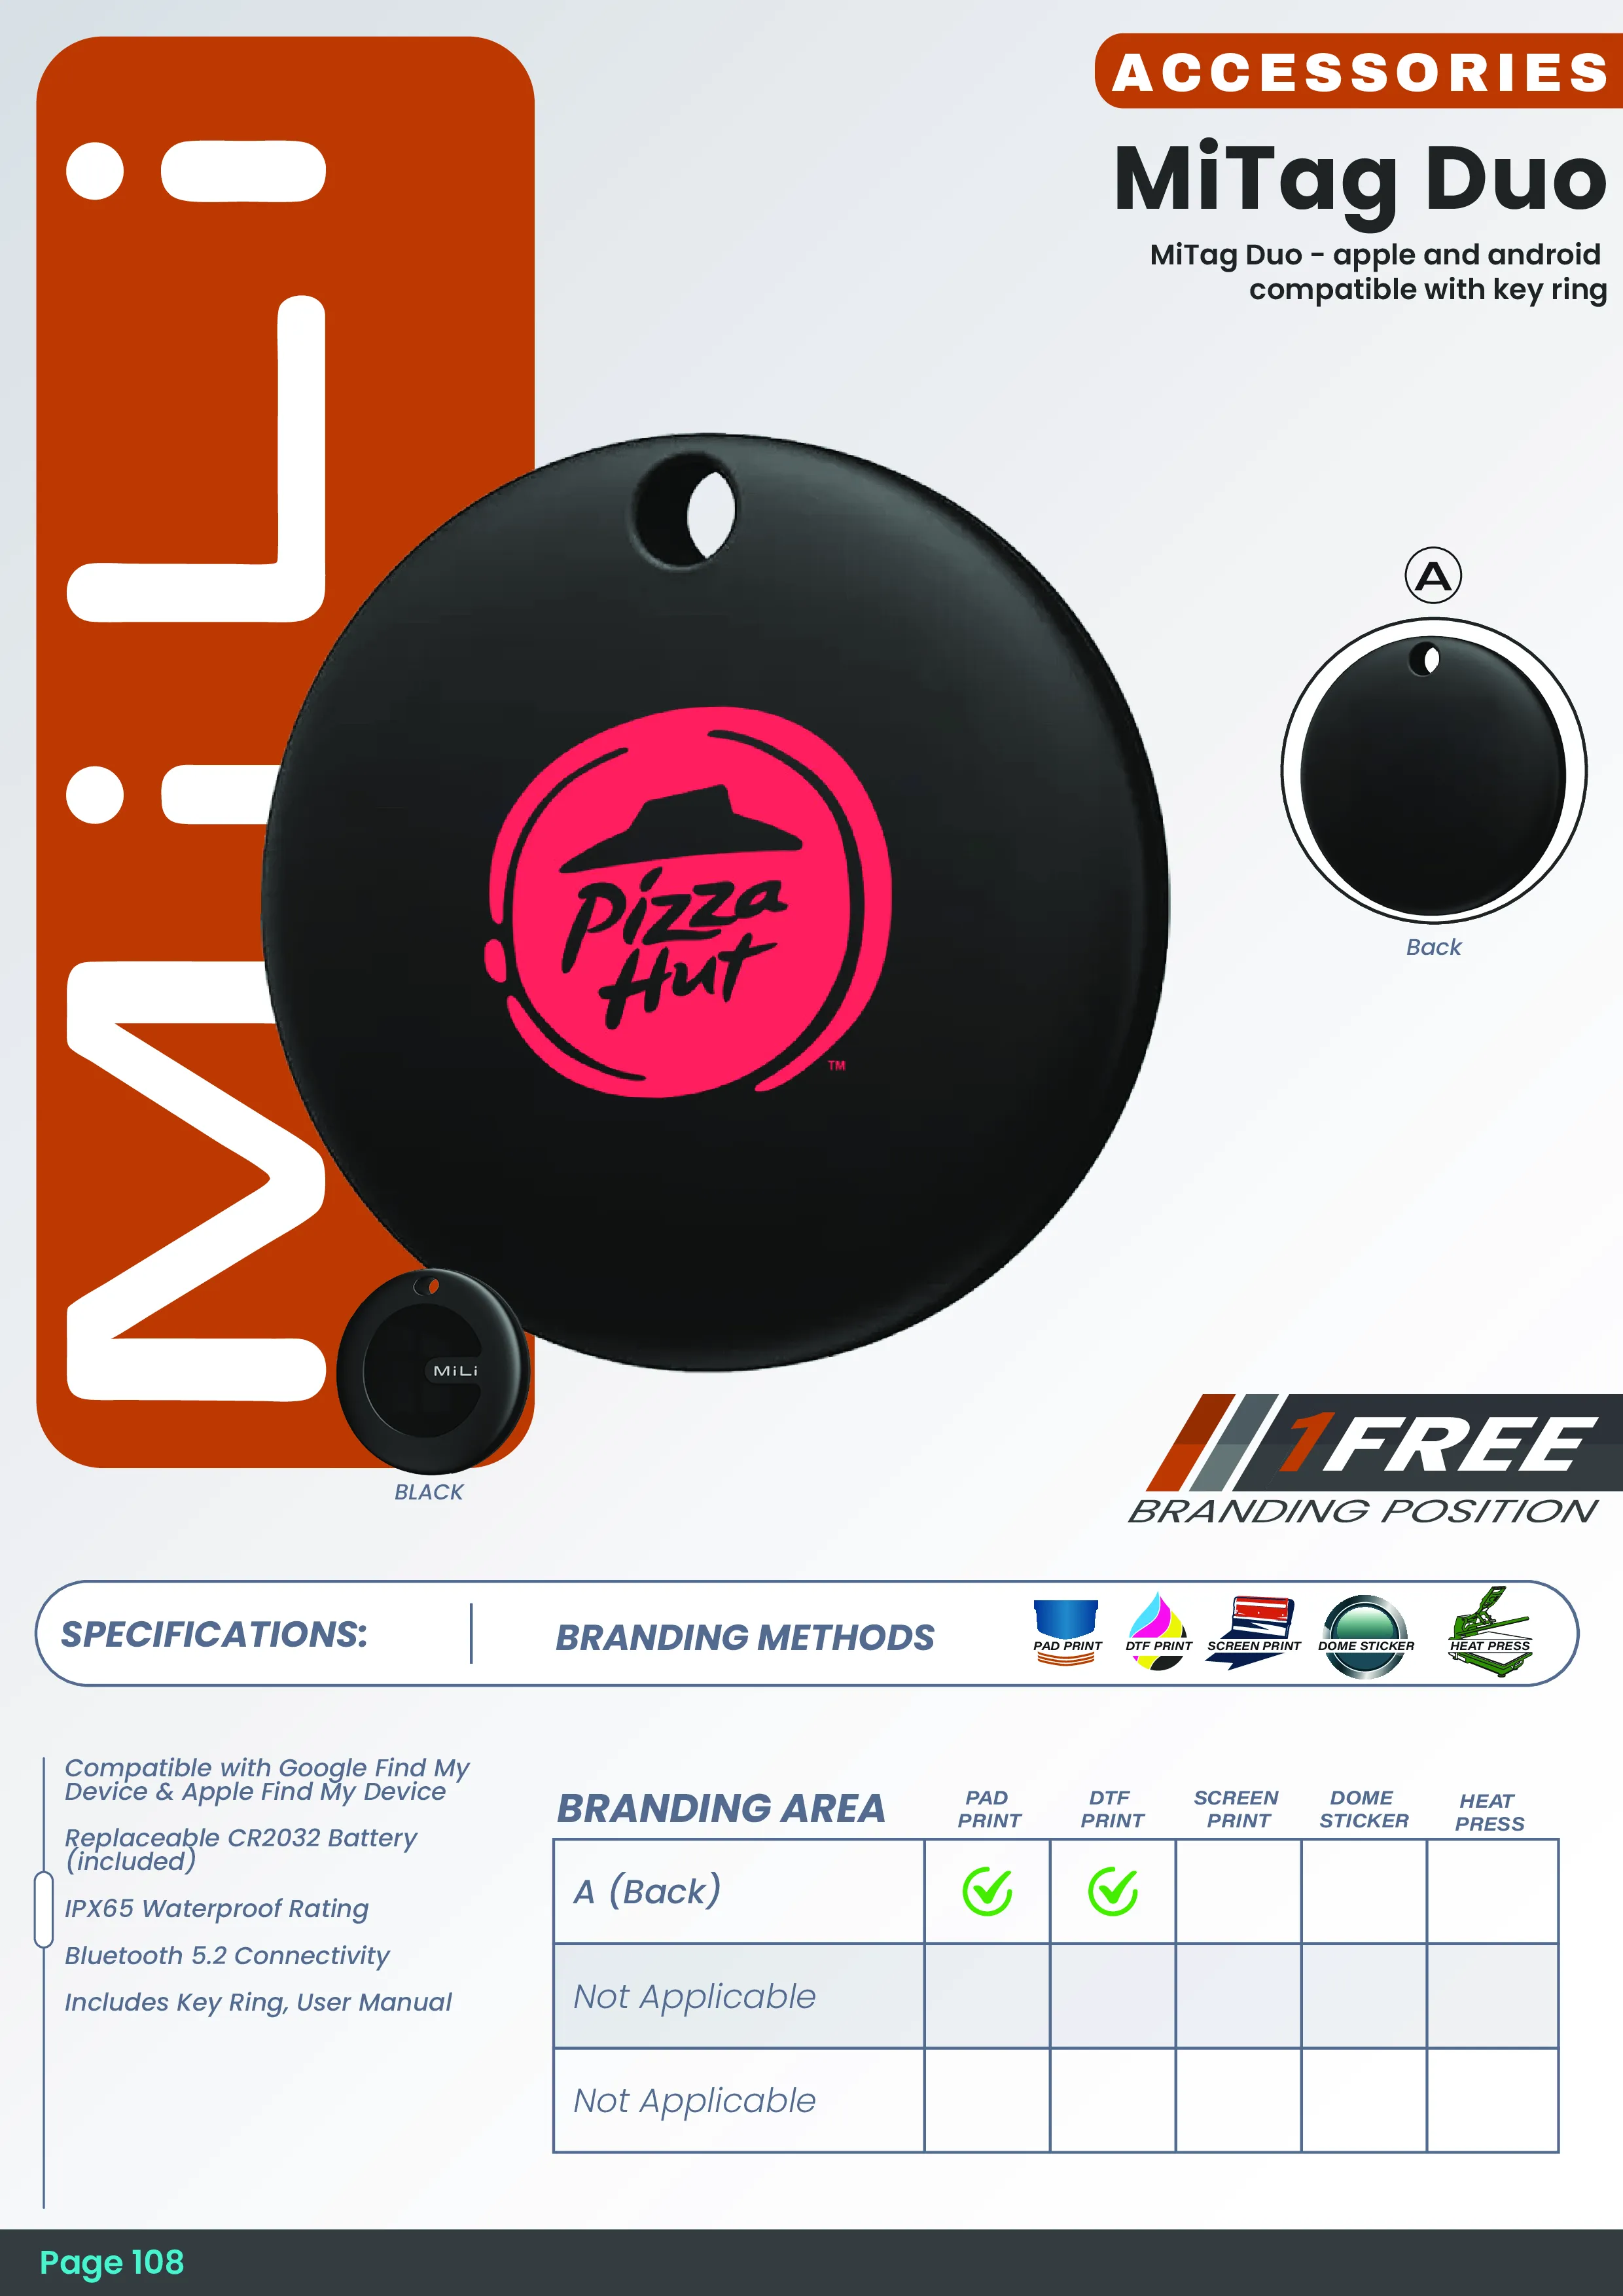 ACCESSORIES
MiTag Duo
MiTag Duo - apple and android
compatible with key ring
MiLi
A
Back
Pizza
Hut
TM
MiLi
BLACK
1FREE
BRANDING POSITION
SPECIFICATIONS:
BRANDING METHODS
PAD PRINT
DTF PRINT
SCREEN PRINT
DOME STICKER
HEAT PRESS
Compatible with Google Find My
Device & Apple Find My Device
Replaceable CR2032 Battery
(included)
IPX65 Waterproof Rating
Bluetooth 5.2 Connectivity
Includes Key Ring, User Manual
BRANDING AREA
PAD
PRINT
DTF
PRINT
SCREEN
PRINT
DOME
STICKER
HEAT
PRESS
A (Back)
Not Applicable
Not Applicable
Page 108